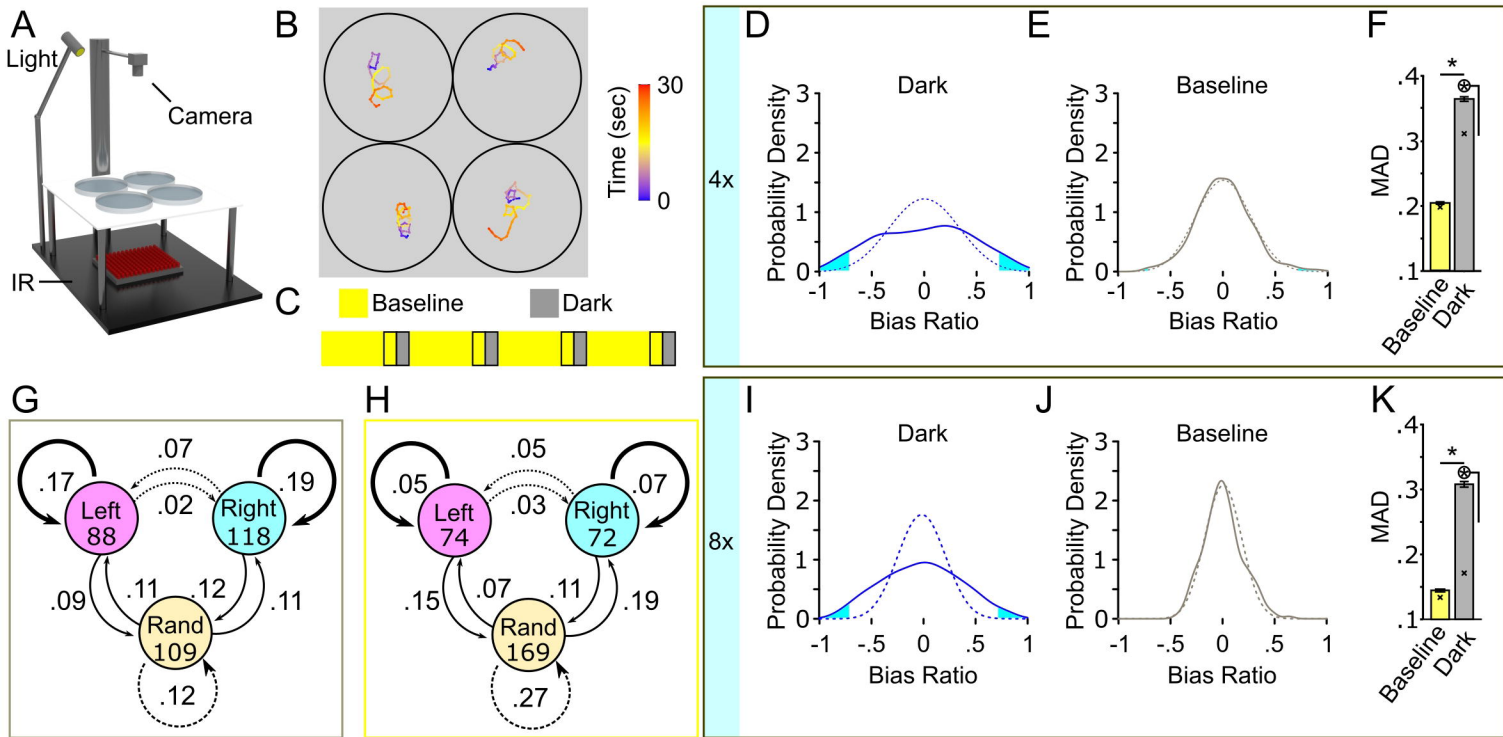 A
Light
Camera
IR
B
Time (sec)
30
0
C
Baseline
Dark
4x
D
Dark
Probability Density
3
2
1
0
-1
-.5
0
.5
1
Bias Ratio
E
Baseline
Probability Density
3
2
1
0
-1
-.5
0
.5
1
Bias Ratio
F
*
MAD
.4
.3
.2
.1
Baseline
Dark
G
.07
.17
.19
.02
Left
88
Right
118
.09
.11
.12
.11
Rand
109
.12
H
.05
.05
.07
.03
Left
74
Right
72
.15
.07
.11
.19
Rand
169
.27
8x
I
Dark
Probability Density
3
2
1
0
-1
-.5
0
.5
1
Bias Ratio
J
Baseline
Probability Density
3
2
1
0
-1
-.5
0
.5
1
Bias Ratio
K
*
MAD
.4
.3
.2
.1
Baseline
Dark